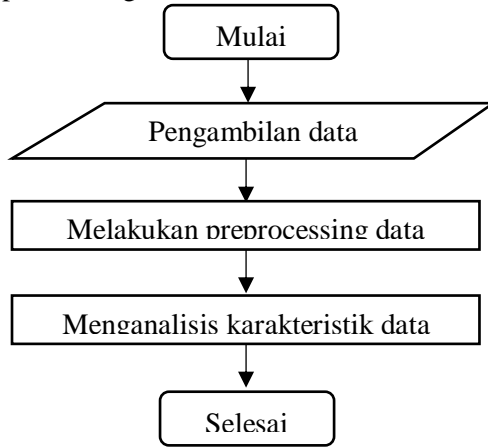 Mulai
Pengambilan data
Melakukan preprocessing data
Menganalisis karakteristik data
Selesai